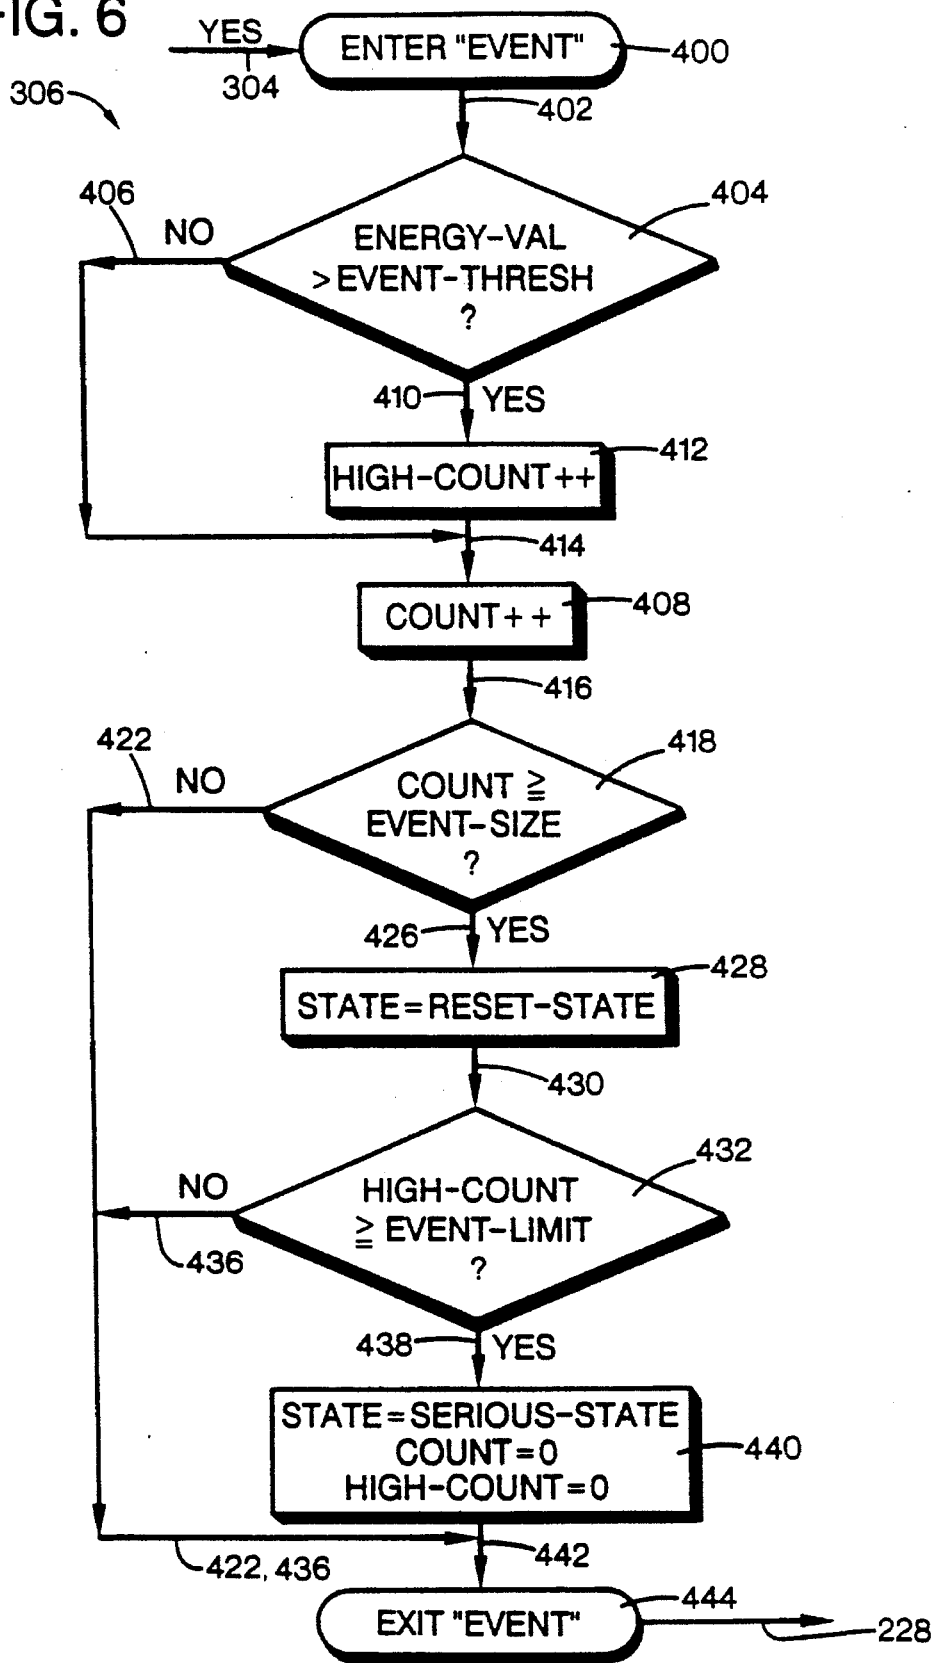 FIG. 6
YES
304
ENTER "EVENT"
400
306
402
406
NO
404
ENERGY-VAL
>EVENT-THRESH
?
410
YES
412
HIGH-COUNT++
414
COUNT++
408
416
422
NO
418
COUNT ≧
EVENT-SIZE
?
426
YES
428
STATE=RESET-STATE
430
432
NO
HIGH-COUNT
≧ EVENT-LIMIT
?
436
438
YES
STATE=SERIOUS-STATE
COUNT=0
HIGH-COUNT=0
440
422, 436
442
EXIT "EVENT"
444
228